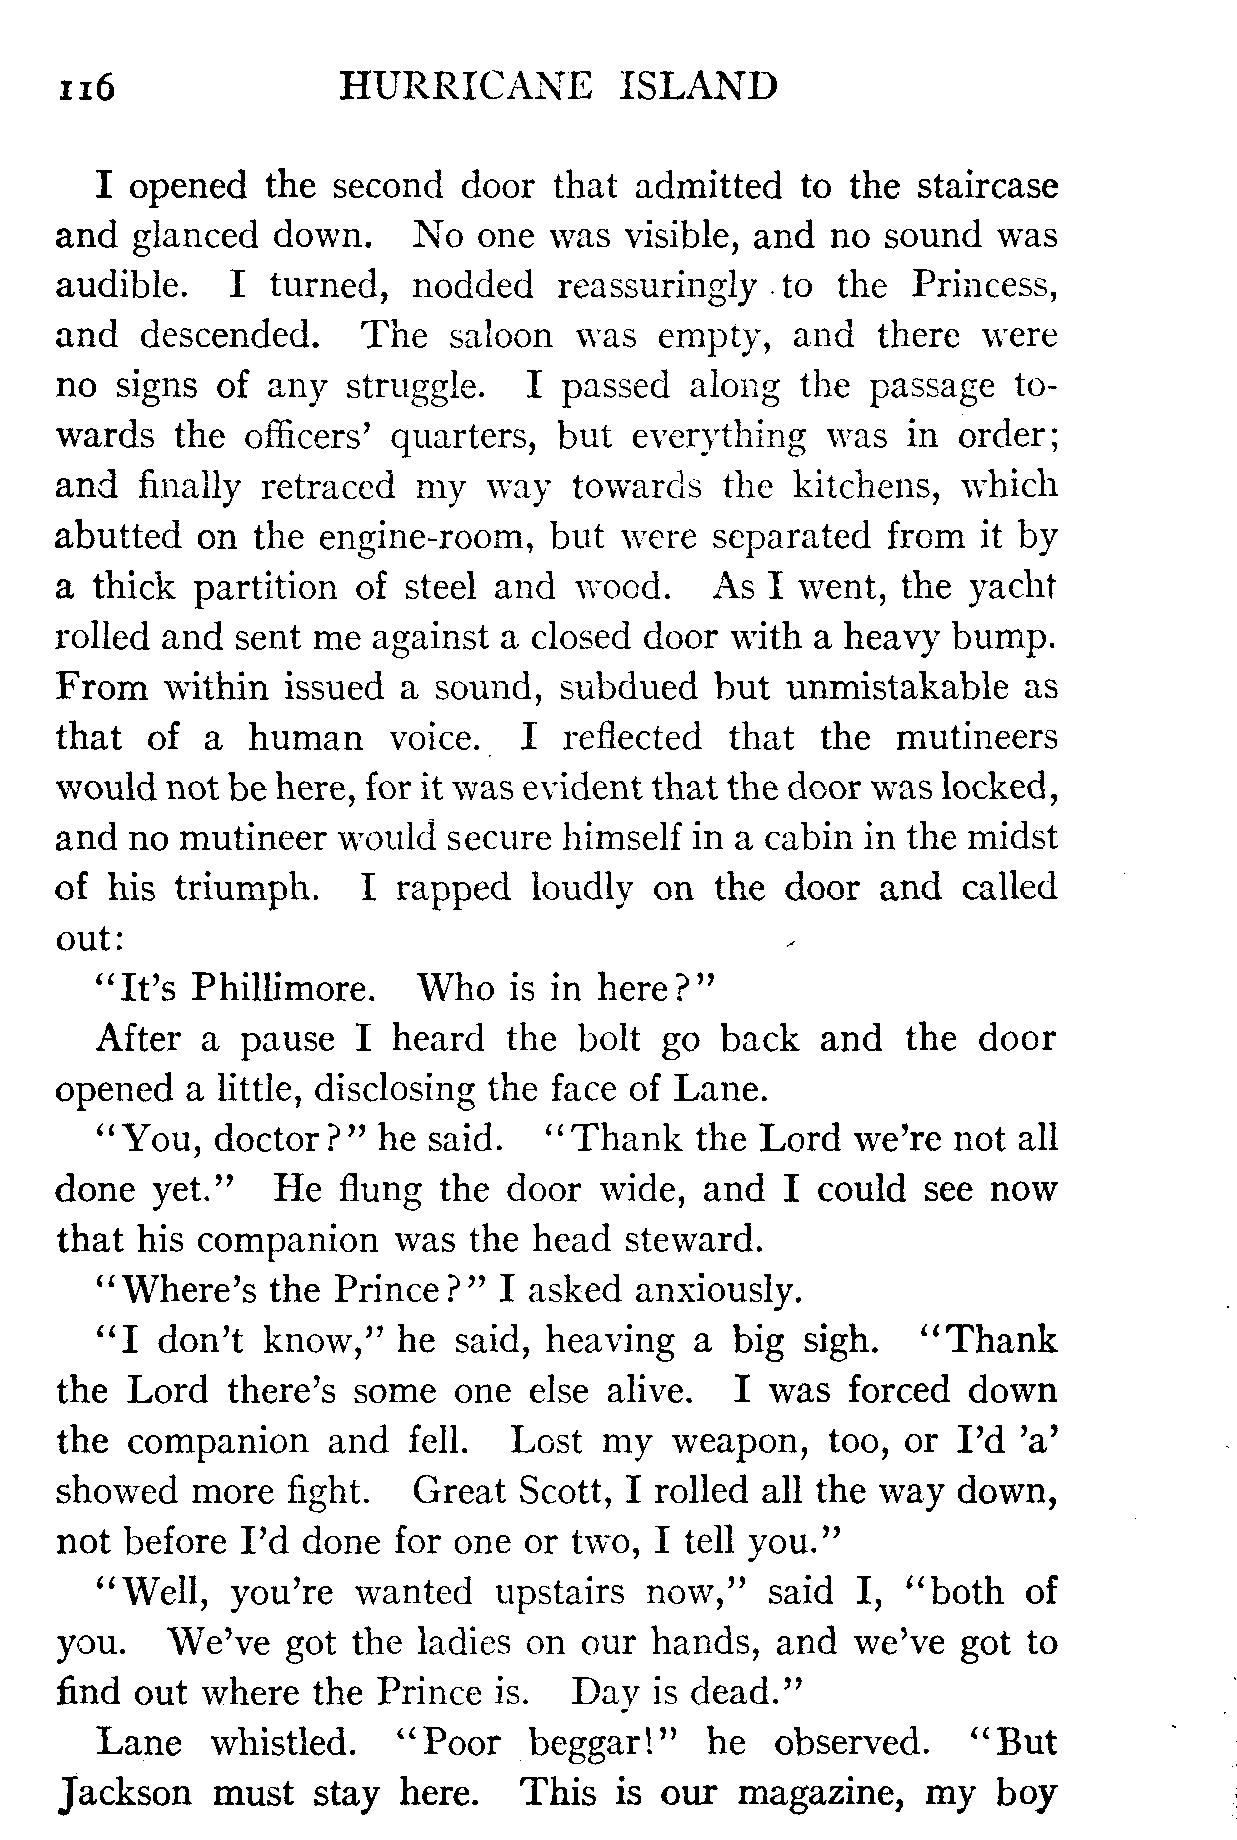 116 HURRICANE ISLAND
I opened the second door that admitted to the staircase
and glanced down. No one was visible, and no sound was
audible. I turned, nodded reassuringly to the Princess,
and descended. The saloon was empty, and there were
no signs of any struggle. I passed along the passage to-
wards the officers' quarters, but everything was in order;
and finally retraced my way towards the kitchens, which
abutted on the engine-room, but were separated from it by
a thick partition of steel and wood. As I went, the yacht
rolled and sent me against a closed door with a heavy bump.
From within issued a sound, subdued but unmistakable as
that of a human voice. I reflected that the mutineers
would not be here, for it was evident that the door was locked,
and no mutineer would secure himself in a cabin in the midst
of his triumph. I rapped loudly on the door and called
out:
"It's Phillimore. Who is in here?"
After a pause I heard the bolt go back and the door
opened a little, disclosing the face of Lane.
"You, doctor?" he said. "Thank the Lord we're not all
done yet." He flung the door wide, and I could see now
that his companion was the head steward.
"Where's the Prince?" I asked anxiously.
"I don't know," he said, heaving a big sigh. "Thank
the Lord there's some one else alive. I was forced down
the companion and fell. Lost my weapon, too, or I'd 'a'
showed more fight. Great Scott, I rolled all the way down,
not before I'd done for one or two, I tell you."
"Well, you're wanted upstairs now," said I, "both of
you. We've got the ladies on our hands, and we've got to
find out where the Prince is. Day is dead."
Lane whistled. "Poor beggar!" he observed. "But
Jackson must stay here. This is our magazine, my boy